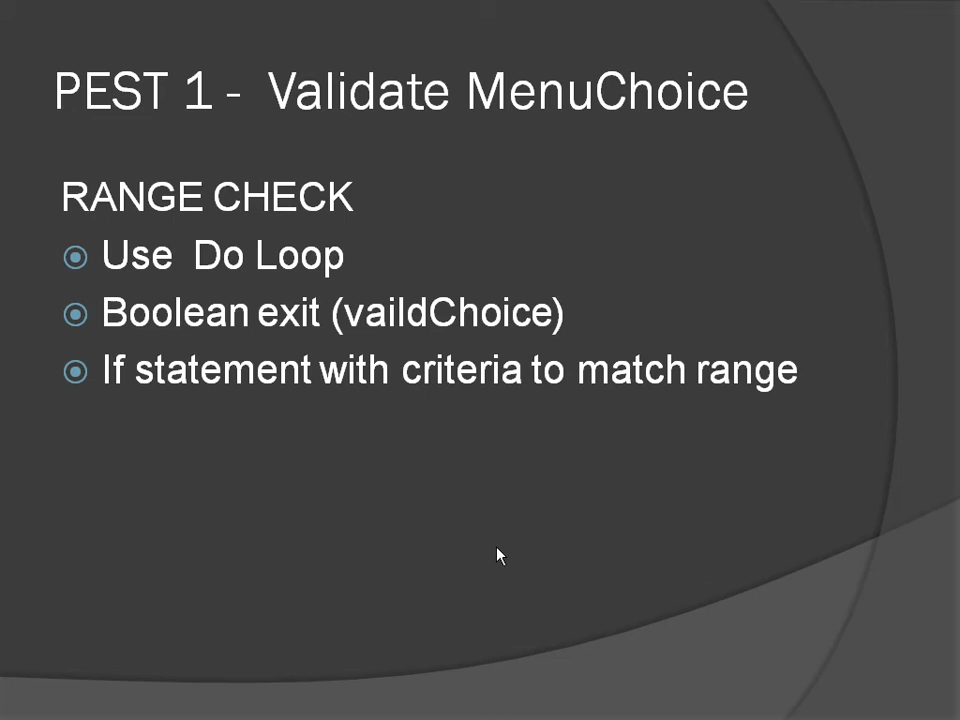 PEST 1 - Validate MenuChoice
RANGE CHECK
Use Do Loop
Boolean exit (vaildChoice)
If statement with criteria to match range